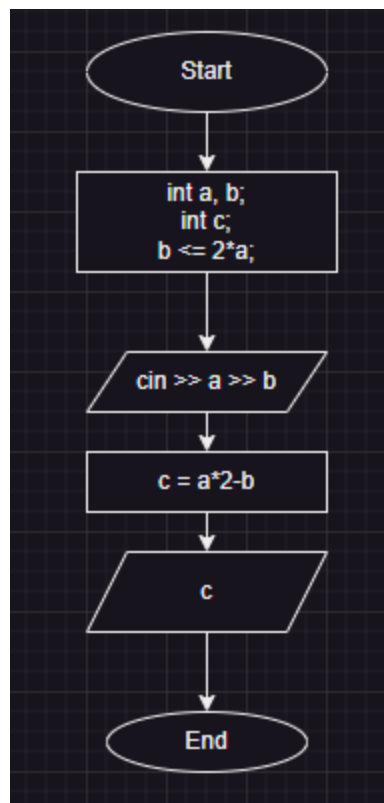 Start
int a, b;
int c;
b <= 2*a;
cin >> a >> b
c = a*2-b
c
End